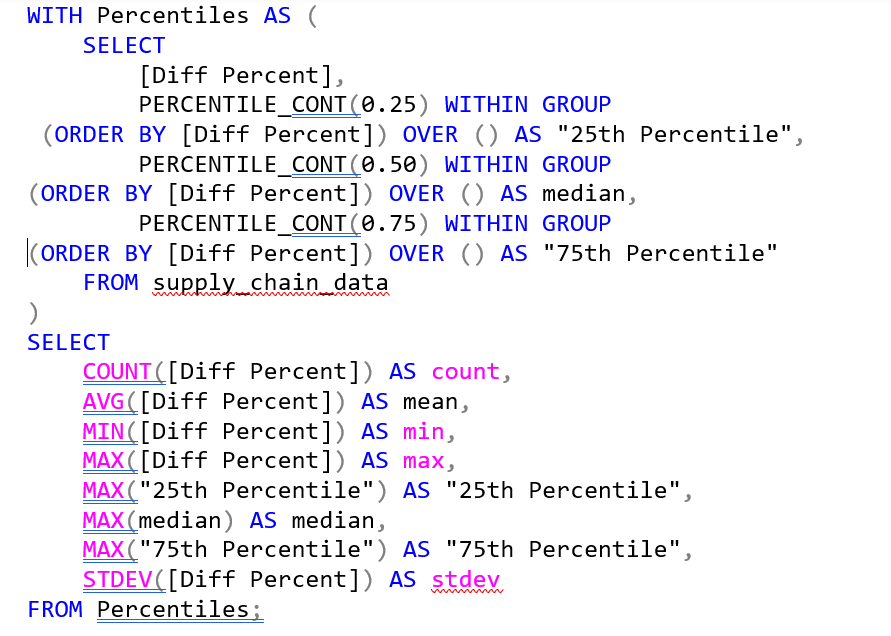 WITH Percentiles AS (
    SELECT
        [Diff Percent],
        PERCENTILE_CONT(0.25) WITHIN GROUP
 (ORDER BY [Diff Percent]) OVER () AS "25th Percentile",
        PERCENTILE_CONT(0.50) WITHIN GROUP
(ORDER BY [Diff Percent]) OVER () AS median,
        PERCENTILE_CONT(0.75) WITHIN GROUP
(ORDER BY [Diff Percent]) OVER () AS "75th Percentile"
    FROM supply_chain_data
)
SELECT
    COUNT([Diff Percent]) AS count,
    AVG([Diff Percent]) AS mean,
    MIN([Diff Percent]) AS min,
    MAX([Diff Percent]) AS max,
    MAX("25th Percentile") AS "25th Percentile",
    MAX(median) AS median,
    MAX("75th Percentile") AS "75th Percentile",
    STDEV([Diff Percent]) AS stdev
FROM Percentiles;